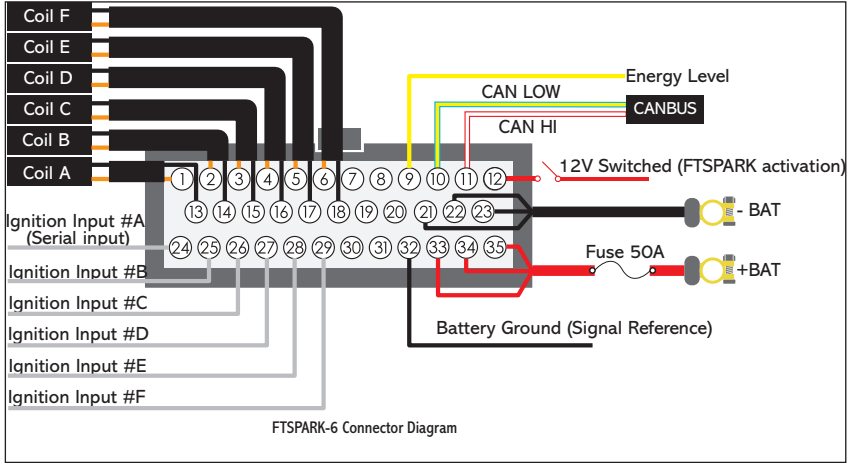 Coil F
Coil E
Coil D
Coil C
Coil B
Coil A
Energy Level
CAN LOW
CANBUS
CAN HI
12V Switched (FTSPARK activation)
1 2 3 4 5 6 7 8 9 10 11 12
13 14 15 16 17 18 19 20 21 22 23
- BAT
24 25 26 27 28 29 30 31 32 33 34 35
Fuse 50A
+BAT
Ignition Input #A
(Serial input)
Ignition Input #B
Ignition Input #C
Ignition Input #D
Ignition Input #E
Ignition Input #F
Battery Ground (Signal Reference)
FTSPARK-6 Connector Diagram